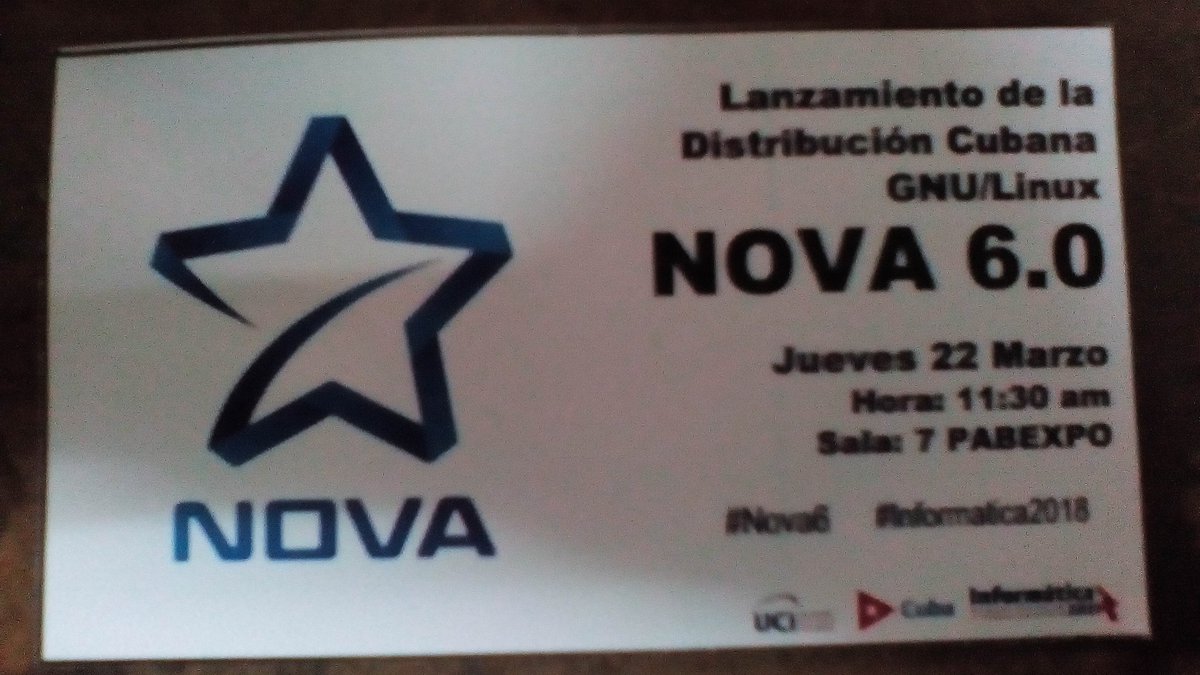 Lanzamiento de la
Distribución Cubana
GNU/Linux
NOVA 6.0
Jueves 22 Marzo
Hora: 11:30 am
Sala: 7 PABEXPO
#Nova6 #Informatica2018
NOVA
UCI Cuba Informática